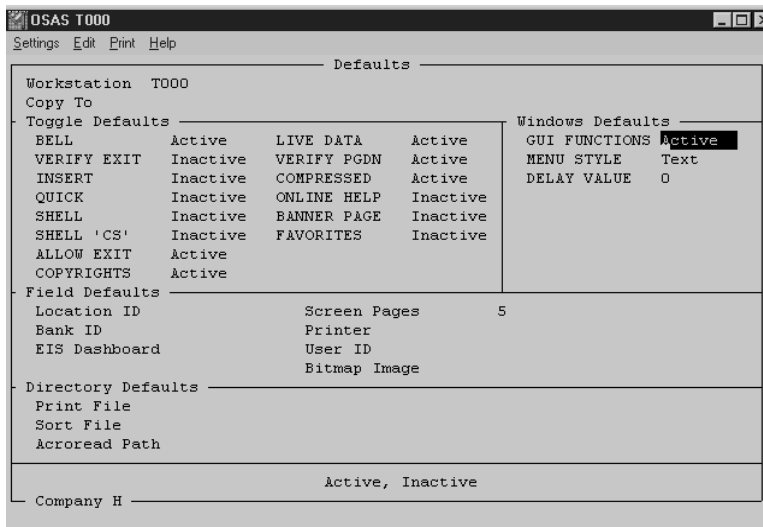 OSAS T000
Settings Edit Print Help
Defaults
Workstation T000
Copy To
Toggle Defaults Windows Defaults
BELL Active LIVE DATA Active GUI FUNCTIONS Active
VERIFY EXIT Inactive VERIFY PGDN Active MENU STYLE Text
INSERT Inactive COMPRESSED Active DELAY VALUE 0
QUICK Inactive ONLINE HELP Inactive
SHELL Inactive BANNER PAGE Inactive
SHELL 'CS' Inactive FAVORITES Inactive
ALLOW EXIT Active
COPYRIGHTS Active
Field Defaults
Location ID Screen Pages 5
Bank ID Printer
EIS Dashboard User ID
Bitmap Image
Directory Defaults
Print File
Sort File
Acroread Path
Active, Inactive
Company H